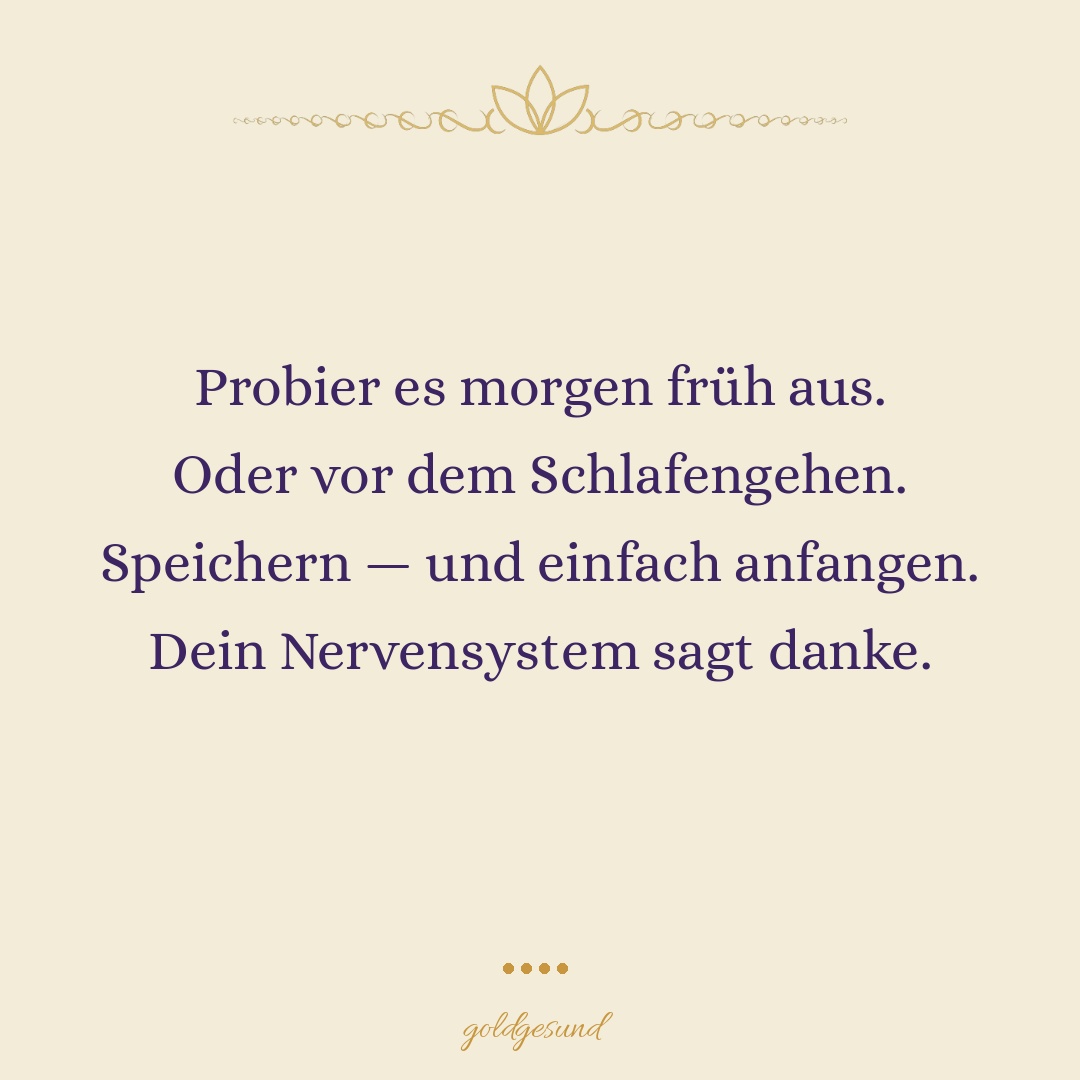 Probier es morgen früh aus.
Oder vor dem Schlafengehen.
Speichern — und einfach anfangen.
Dein Nervensystem sagt danke.
goldgesund